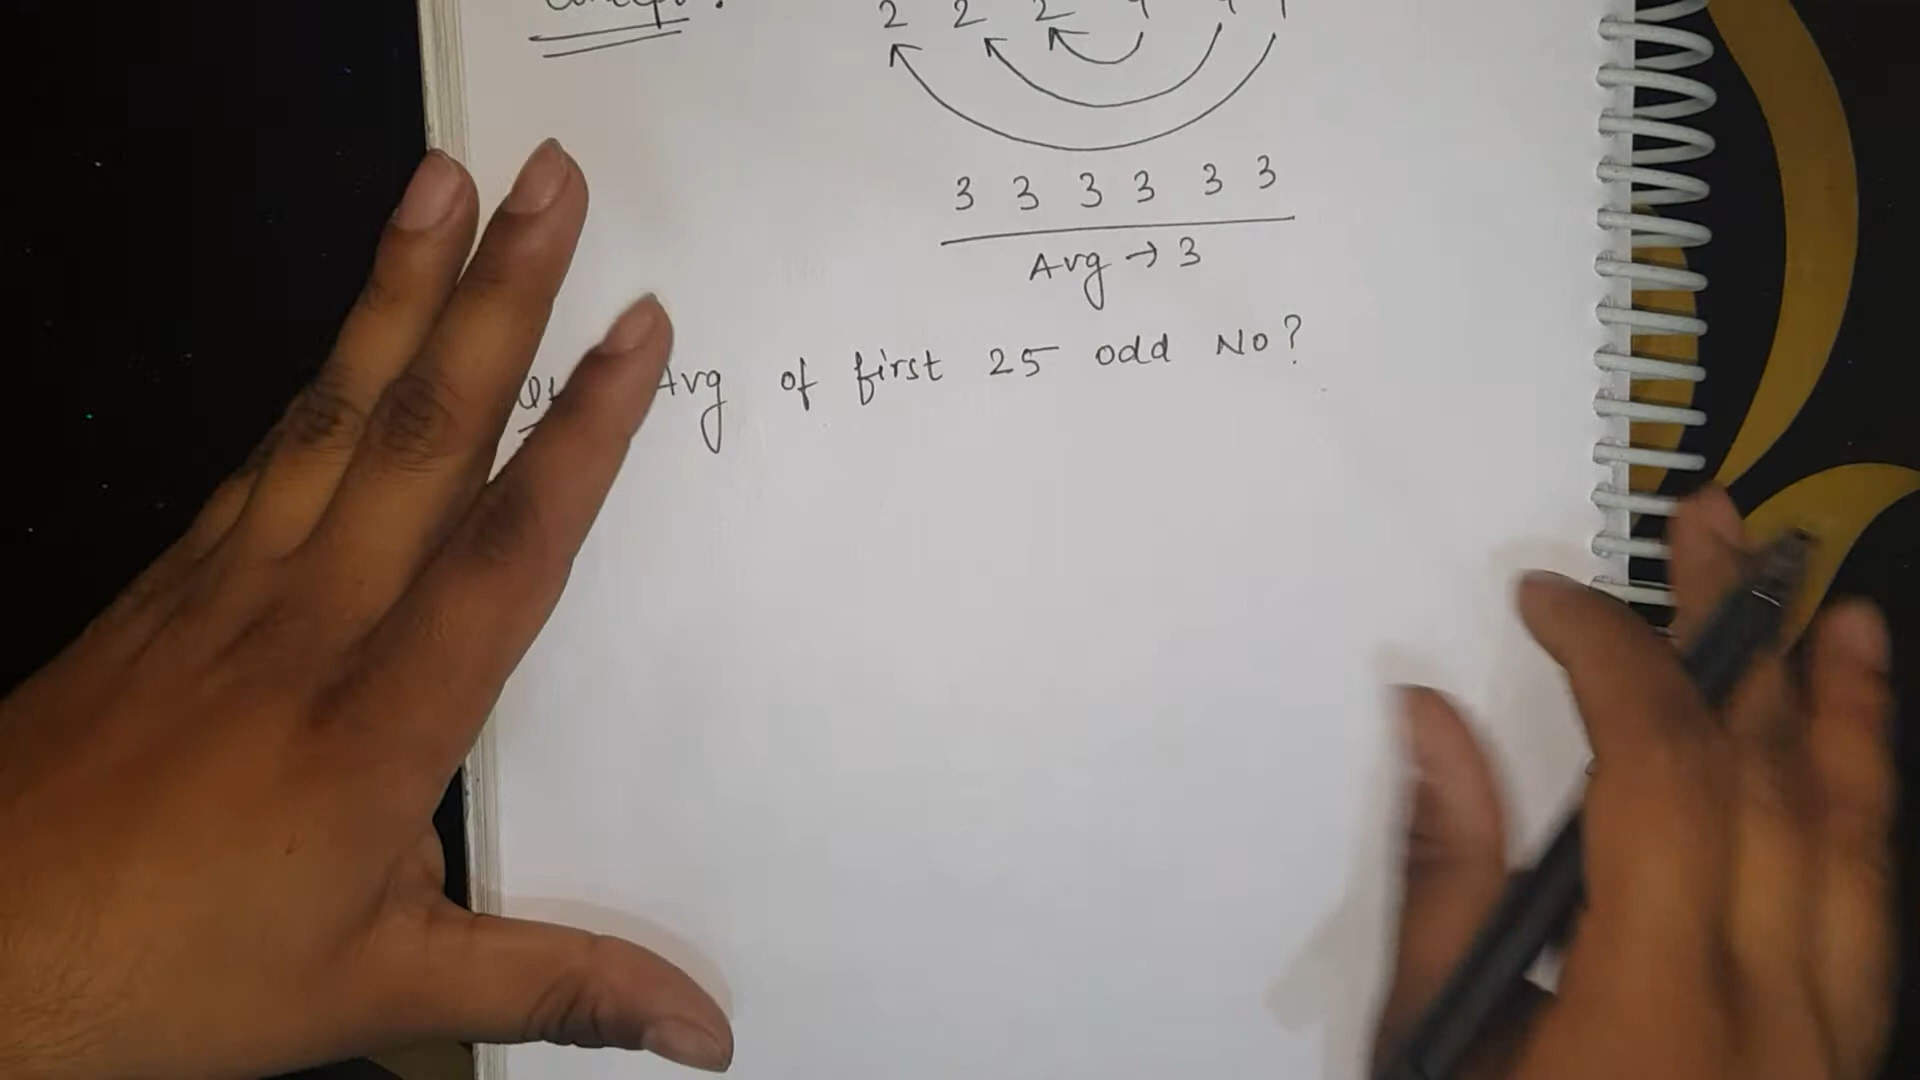 2 2 2
3 3 3 3 3 3
Avg → 3
Avg of first 25 odd No?